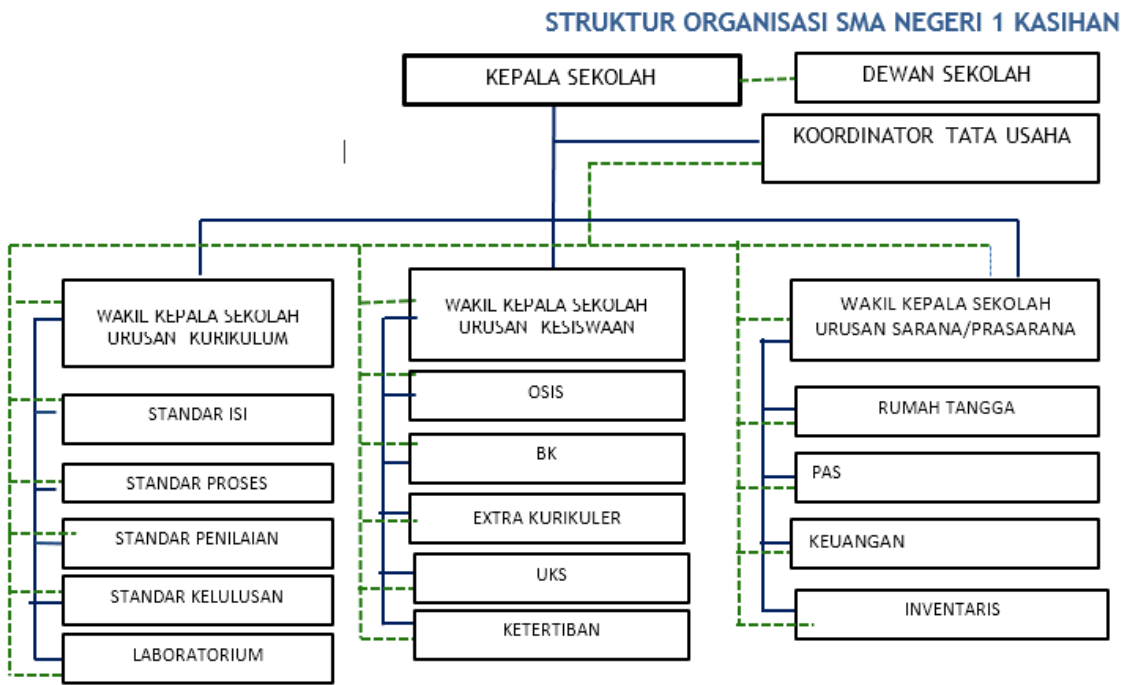 STRUKTUR ORGANISASI SMA NEGERI 1 KASIHAN
KEPALA SEKOLAH
DEWAN SEKOLAH
KOORDINATOR TATA USAHA
WAKIL KEPALA SEKOLAH
URUSAN KURIKULUM
STANDAR ISI
STANDAR PROSES
STANDAR PENILAIAN
STANDAR KELULUSAN
LABORATORIUM
WAKIL KEPALA SEKOLAH
URUSAN KESISWAAN
OSIS
BK
EXTRA KURIKULER
UKS
KETERTIBAN
WAKIL KEPALA SEKOLAH
URUSAN SARANA/PRASARANA
RUMAH TANGGA
PAS
KEUANGAN
INVENTARIS